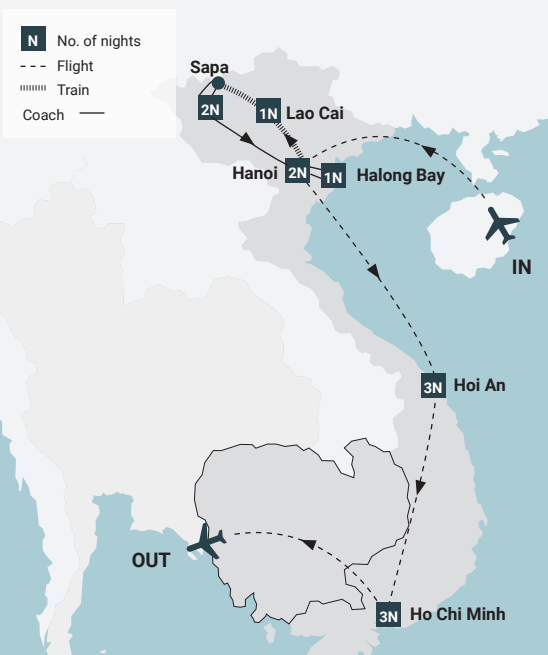 N No. of nights
Flight
Train
Coach
Sapa
2N
1N Lao Cai
Hanoi 2N
1N Halong Bay
IN
3N Hoi An
OUT
3N Ho Chi Minh